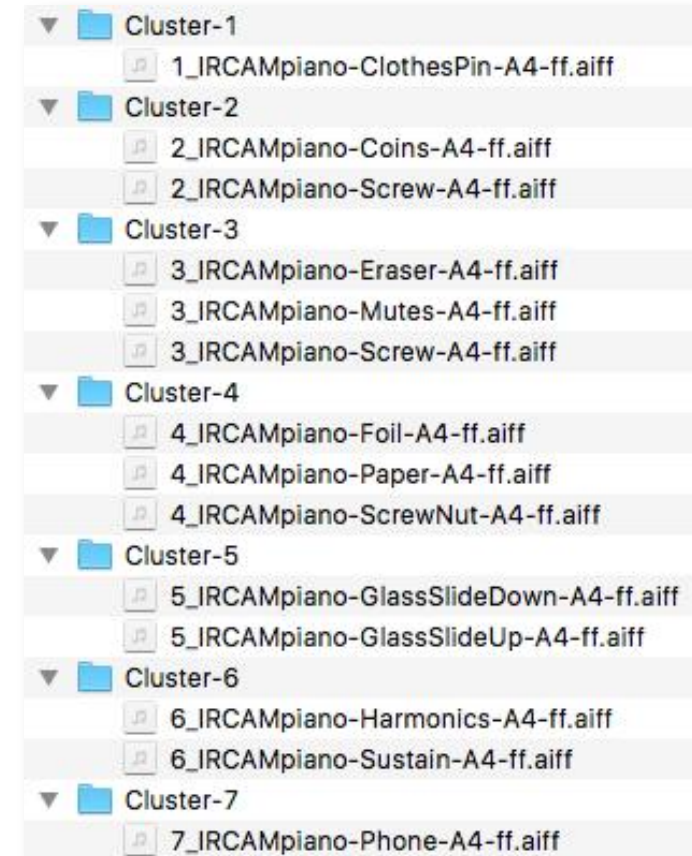 Cluster-1
1_IRCAMpiano-ClothesPin-A4-ff.aiff
Cluster-2
2_IRCAMpiano-Coins-A4-ff.aiff
2_IRCAMpiano-Screw-A4-ff.aiff
Cluster-3
3_IRCAMpiano-Eraser-A4-ff.aiff
3_IRCAMpiano-Mutes-A4-ff.aiff
3_IRCAMpiano-Screw-A4-ff.aiff
Cluster-4
4_IRCAMpiano-Foil-A4-ff.aiff
4_IRCAMpiano-Paper-A4-ff.aiff
4_IRCAMpiano-ScrewNut-A4-ff.aiff
Cluster-5
5_IRCAMpiano-GlassSlideDown-A4-ff.aiff
5_IRCAMpiano-GlassSlideUp-A4-ff.aiff
Cluster-6
6_IRCAMpiano-Harmonics-A4-ff.aiff
6_IRCAMpiano-Sustain-A4-ff.aiff
Cluster-7
7_IRCAMpiano-Phone-A4-ff.aiff